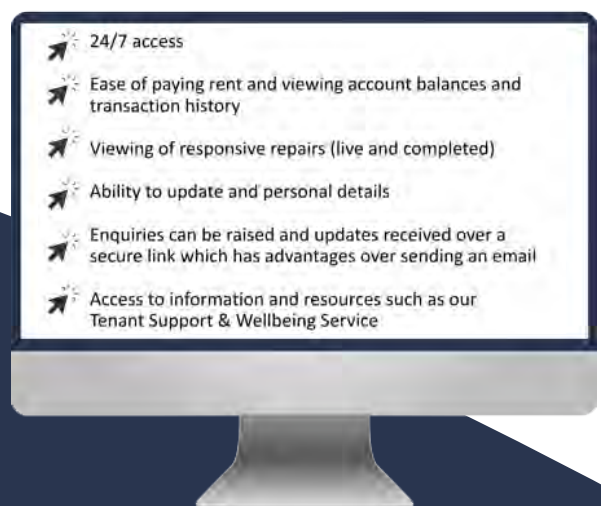 24/7 access
Ease of paying rent and viewing account balances and
transaction history
Viewing of responsive repairs (live and completed)
Ability to update and personal details
Enquiries can be raised and updates received over a
secure link which has advantages over sending an email
Access to information and resources such as our
Tenant Support & Wellbeing Service